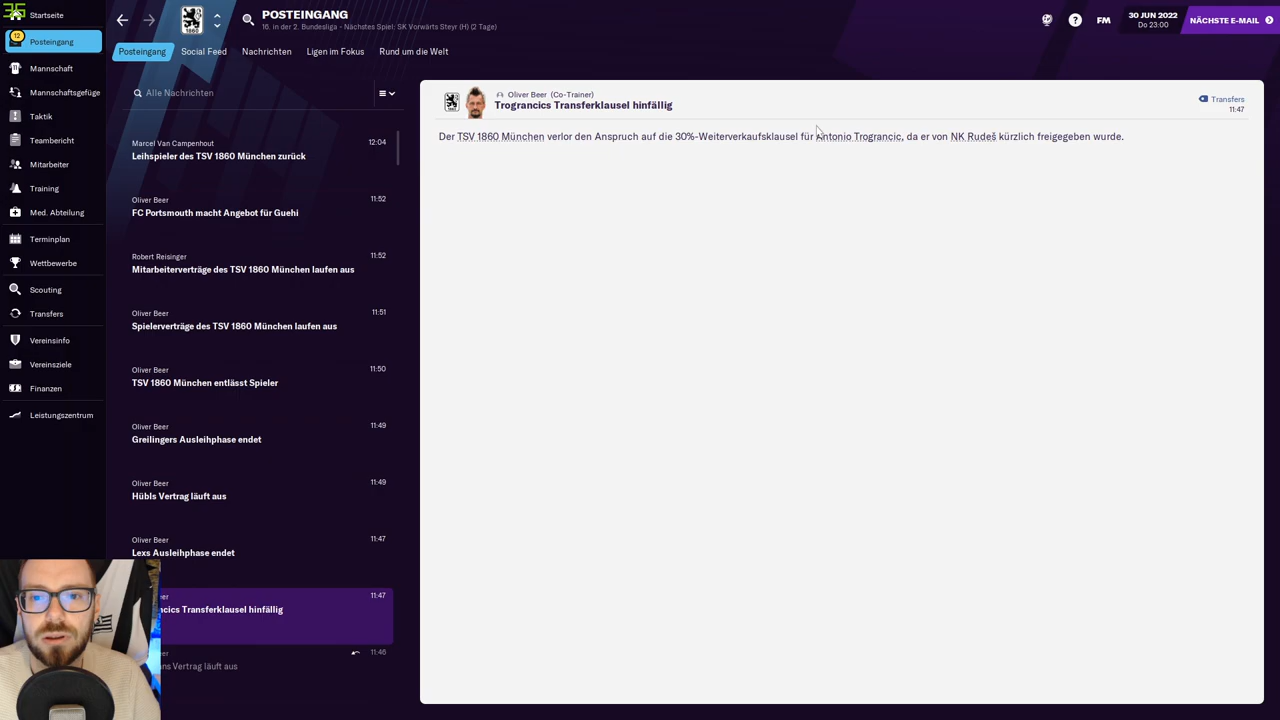 Startseite
12
Posteingang
Mannschaft
Mannschaftsgefüge
Taktik
Teambericht
Mitarbeiter
Training
Med. Abteilung
Terminplan
Wettbewerbe
Scouting
Transfers
Vereinsinfo
Vereinsziele
Finanzen
Leistungszentrum
1860
POSTEINGANG
16. in der 2. Bundesliga - Nächstes Spiel: SK Vorwärts Steyr (H) (2 Tage)
FM
30 JUN 2022
Do 23:00
NÄCHSTE E-MAIL
Posteingang
Social Feed
Nachrichten
Ligen im Fokus
Rund um die Welt
Alle Nachrichten
Marcel Van Campenhout 12:04
Leihspieler des TSV 1860 München zurück
Oliver Beer 11:52
FC Portsmouth macht Angebot für Guehi
Robert Reisinger 11:52
Mitarbeiterverträge des TSV 1860 München laufen aus
Oliver Beer 11:51
Spielerverträge des TSV 1860 München laufen aus
Oliver Beer 11:50
TSV 1860 München entlässt Spieler
Oliver Beer 11:49
Greilingers Ausleihphase endet
Oliver Beer 11:49
Hübls Vertrag läuft aus
Oliver Beer 11:47
Lexs Ausleihphase endet
11:47
Transferklausel hinfällig
11:46
Vertrag läuft aus
Oliver Beer (Co-Trainer)
Trograncics Transferklausel hinfällig
Transfers
11:47
Der TSV 1860 München verlor den Anspruch auf die 30%-Weiterverkaufsklausel für Antonio Trograncic, da er von NK Rudeš kürzlich freigegeben wurde.